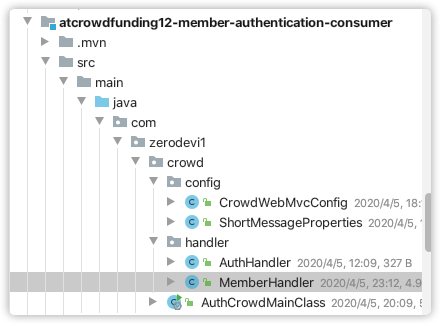 atcrowdfunding12-member-authentication-consumer
.mvn
src
main
java
com
zerodevi1
crowd
config
CrowdWebMvcConfig 2020/4/5, 18:
ShortMessageProperties 2020/4/5,
handler
AuthHandler 2020/4/5, 12:09, 327 B
MemberHandler 2020/4/5, 23:12, 4.9
AuthCrowdMainClass 2020/4/5, 20:09, 5